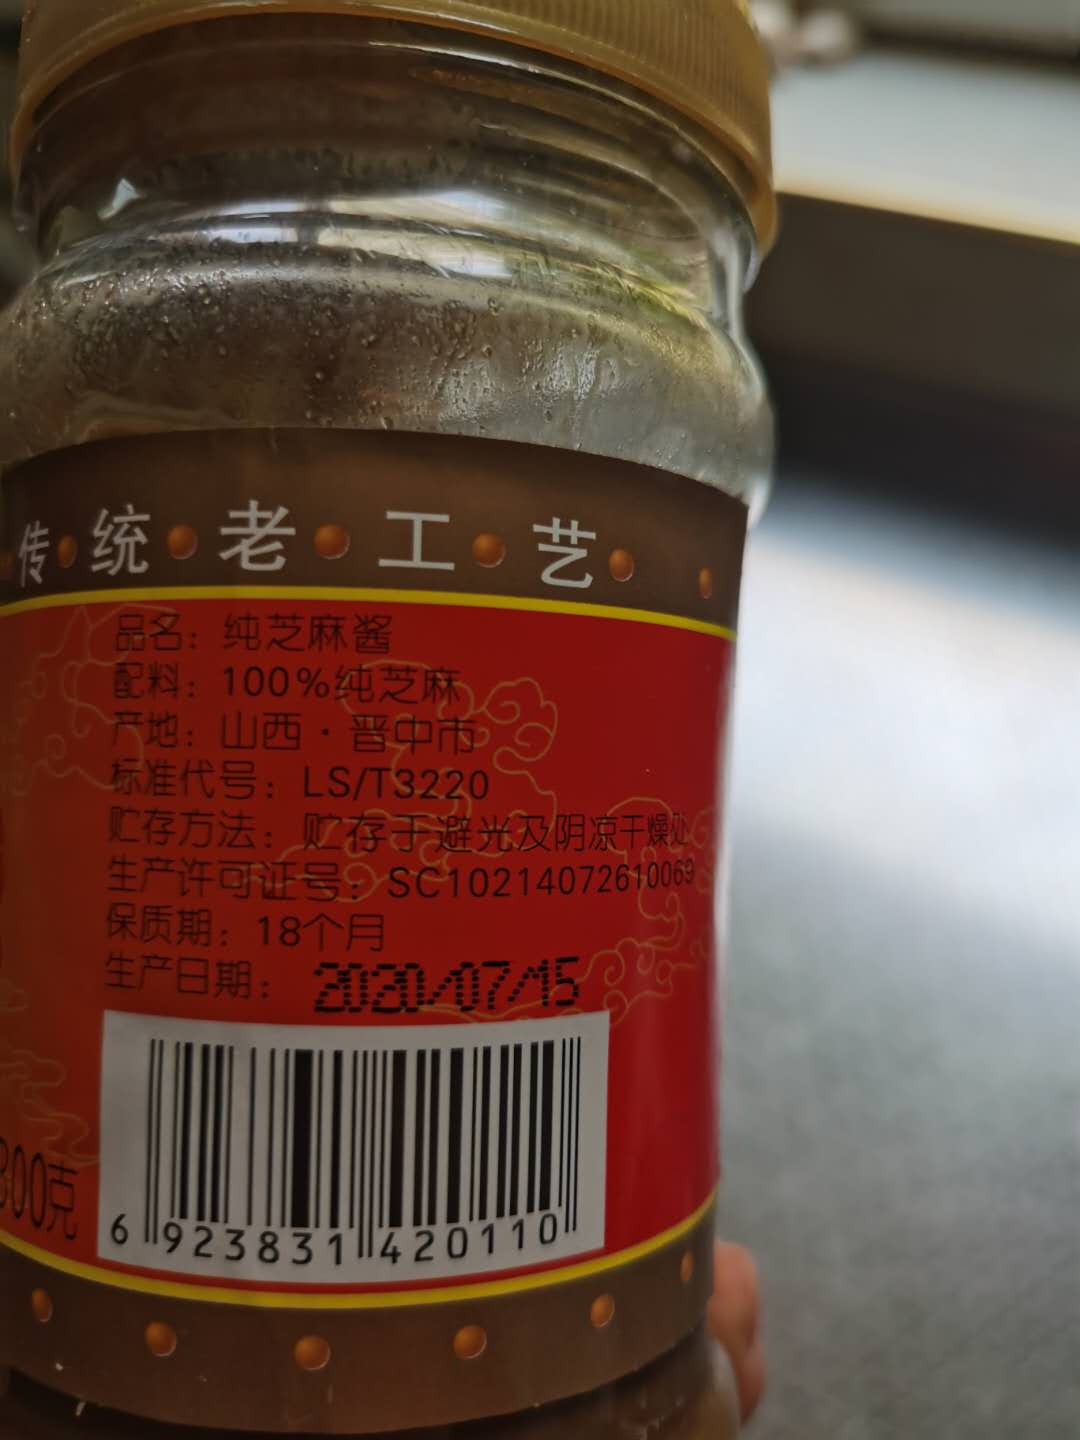 传统老工艺
品名：纯芝麻酱
配料：100%纯芝麻
产地：山西·晋中市
标准代号：LS/T3220
贮存方法：贮存于避光及阴凉干燥处
生产许可证号：SC10214072610069
保质期：18个月
生产日期：2020/07/15
300克
6 923831 420110